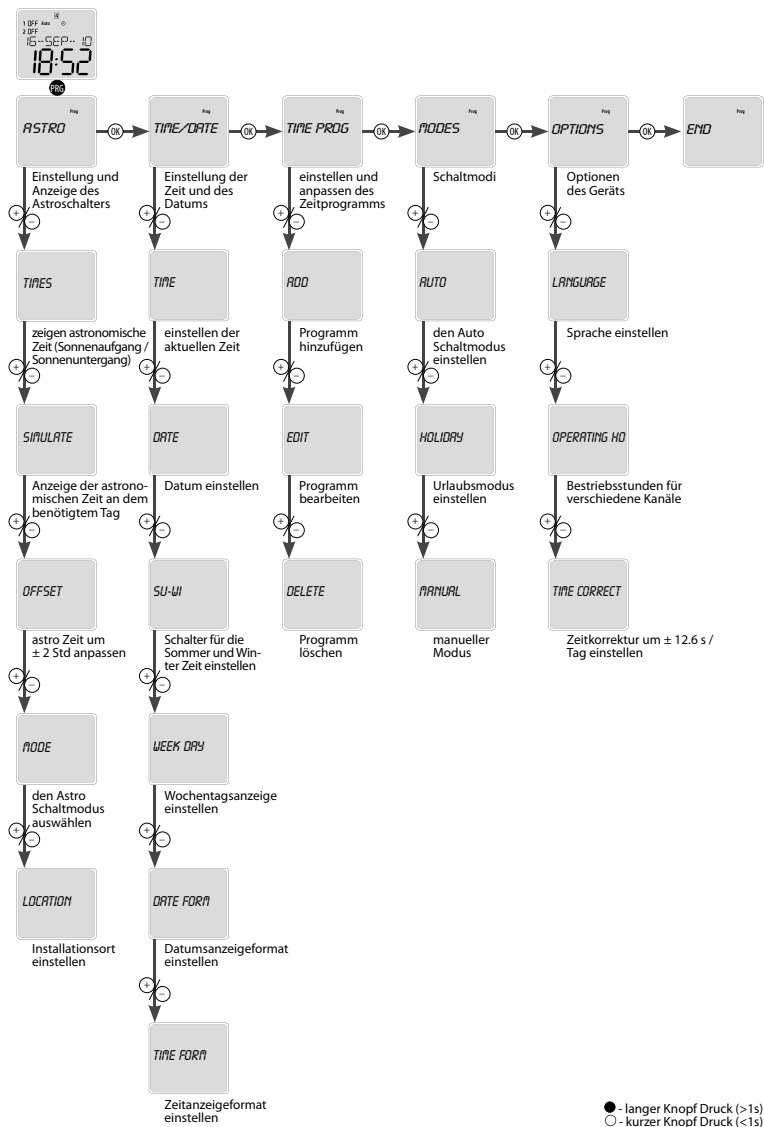 1 OFF Auto
2 OFF
16-SEP-10
18:52
PRG
Prog
ASTRO
OK
Prog
TIME/DATE
OK
Prog
TIME PROG
OK
Prog
MODES
OK
Prog
OPTIONS
OK
Prog
END
Einstellung und
Anzeige des
Astroschalters
Einstellung der
Zeit und des
Datums
einstellen und
anpassen des
Zeitprogramms
Schaltmodi
Optionen
des Geräts
+ −
+ −
+ −
+ −
+ −
TIMES
TIME
ADD
AUTO
LANGUAGE
zeigen astronomische
Zeit (Sonnenaufgang /
Sonnenuntergang)
einstellen der
aktuellen Zeit
Programm
hinzufügen
den Auto
Schaltmodus
einstellen
Sprache einstellen
+ −
+ −
+ −
+ −
+ −
SIMULATE
DATE
EDIT
HOLIDAY
OPERATING HO
Anzeige der astrono-
mischen Zeit an dem
benötigtem Tag
Datum einstellen
Programm
bearbeiten
Urlaubsmodus
einstellen
Bestriebsstunden für
verschiedene Kanäle
+ −
+ −
+ −
+ −
+ −
OFFSET
SU-WI
DELETE
MANUAL
TIME CORRECT
astro Zeit um
± 2 Std anpassen
Schalter für die
Sommer und Win-
ter Zeit einstellen
Programm
löschen
manueller
Modus
Zeitkorrektur um ± 12.6 s /
Tag einstellen
+ −
+ −
MODE
WEEK DAY
den Astro
Schaltmodus
auswählen
Wochentagsanzeige
einstellen
+ −
+ −
LOCATION
DATE FORM
Installationsort
einstellen
Datumsanzeigeformat
einstellen
+ −
TIME FORM
Zeitanzeigeformat
einstellen
● - langer Knopf Druck (>1s)
○ - kurzer Knopf Druck (<1s)